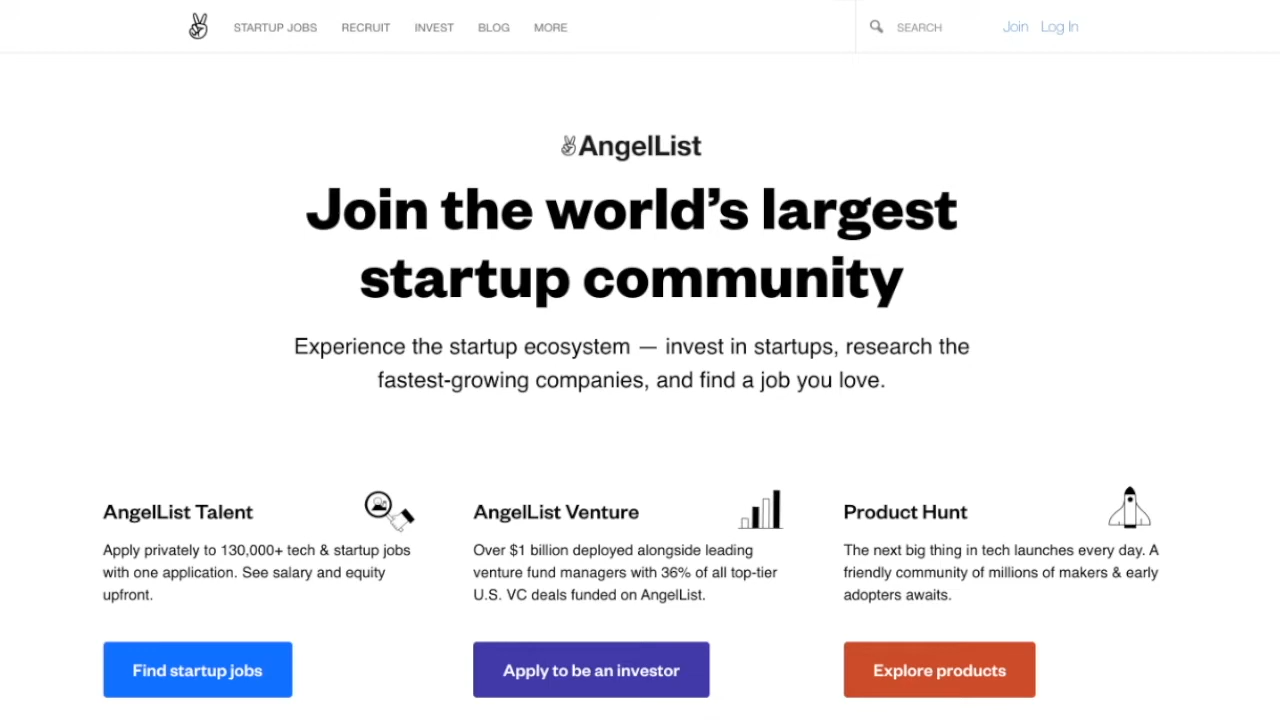 STARTUP JOBS RECRUIT INVEST BLOG MORE SEARCH Join Log In
AngelList
Join the world’s largest
startup community
Experience the startup ecosystem — invest in startups, research the
fastest-growing companies, and find a job you love.
AngelList Talent
Apply privately to 130,000+ tech & startup jobs
with one application. See salary and equity
upfront.
Find startup jobs
AngelList Venture
Over $1 billion deployed alongside leading
venture fund managers with 36% of all top-tier
U.S. VC deals funded on AngelList.
Apply to be an investor
Product Hunt
The next big thing in tech launches every day. A
friendly community of millions of makers & early
adopters awaits.
Explore products